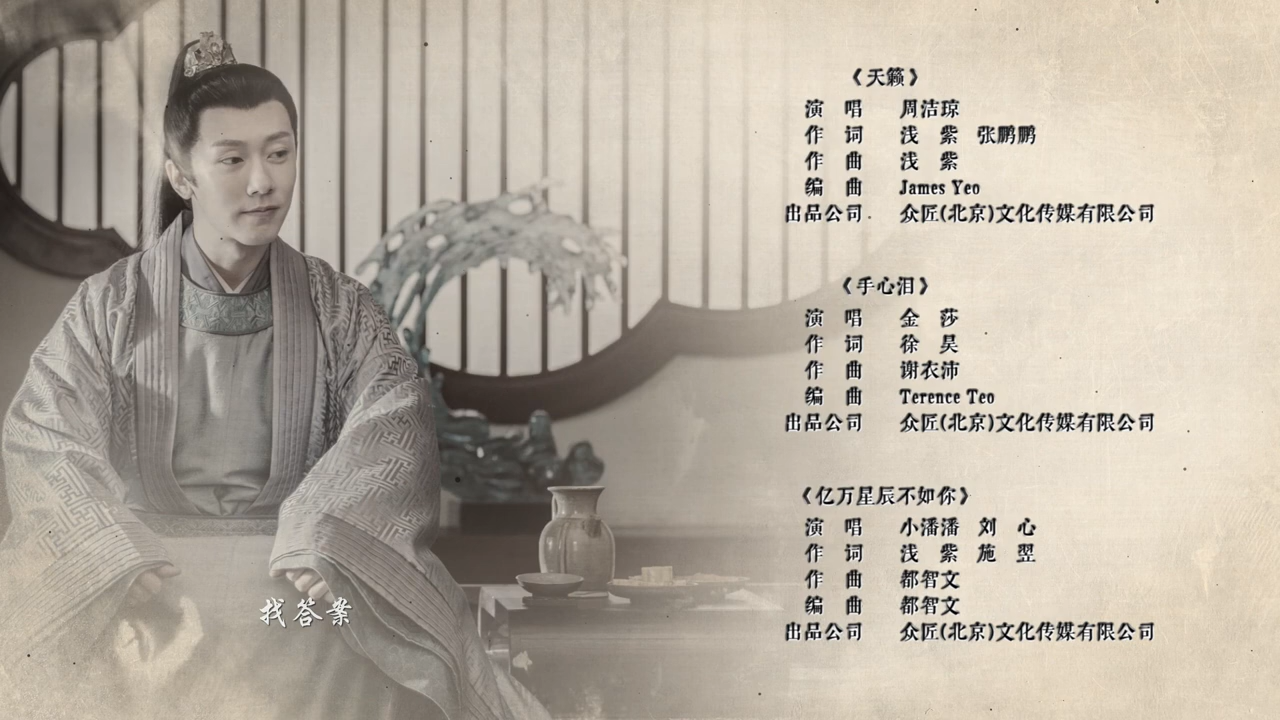 《天籁》
演 唱 周洁琼
作 词 浅 紫 张鹏鹏
作 曲 浅 紫
编 曲 James Yeo
出品公司 众匠(北京)文化传媒有限公司
《手心泪》
演 唱 金 莎
作 词 徐 昊
作 曲 谢衣沛
编 曲 Terence Teo
出品公司 众匠(北京)文化传媒有限公司
《亿万星辰不如你》
演 唱 小潘潘 刘 心
作 词 浅 紫 施 翌
作 曲 都智文
编 曲 都智文
出品公司 众匠(北京)文化传媒有限公司
找答案